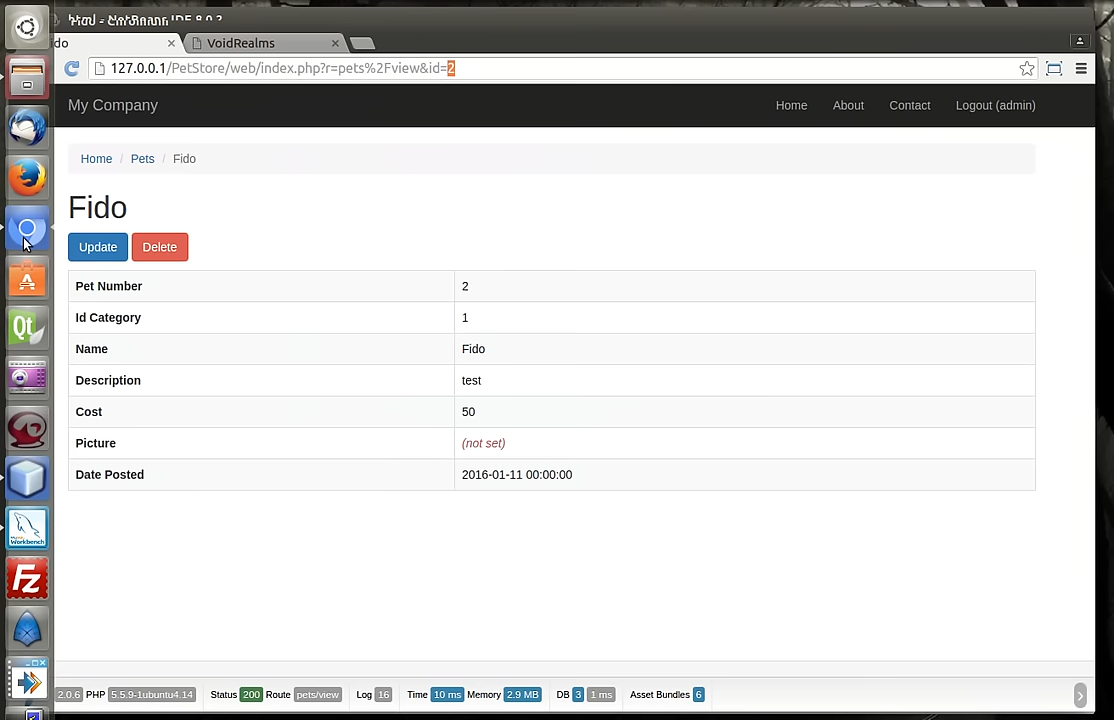 do
VoidRealms
127.0.0.1/PetStore/web/index.php?r=pets%2Fview&id=2
My Company
Home
About
Contact
Logout (admin)
Home / Pets / Fido
Fido
Update
Delete
Pet Number 2
Id Category 1
Name Fido
Description test
Cost 50
Picture (not set)
Date Posted 2016-01-11 00:00:00
2.0.6 PHP 5.5.9-1ubuntu4.14 Status 200 Route pets/view Log 16 Time 10 ms Memory 2.9 MB DB 3 1 ms Asset Bundles 6
Qt
Workbench
Fz